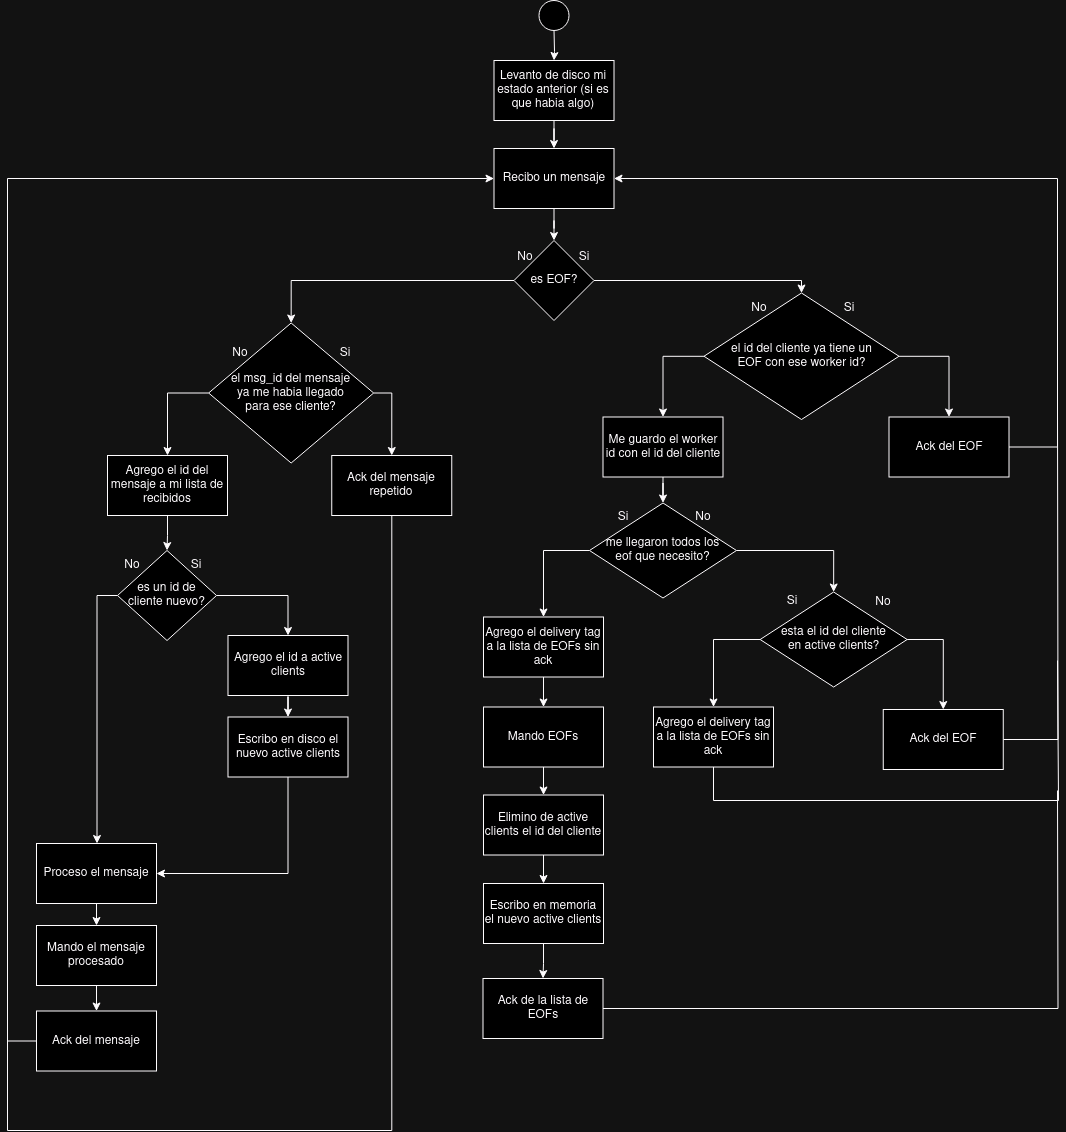 Levanto de disco mi
estado anterior (si es
que habia algo)
Recibo un mensaje
No
Si
es EOF?
No
Si
el id del cliente ya tiene un
EOF con ese worker id?
No
Si
el msg_id del mensaje
ya me habia llegado
para ese cliente?
Me guardo el worker
id con el id del cliente
Ack del EOF
Agrego el id del
mensaje a mi lista de
recibidos
Ack del mensaje
repetido
Si
No
me llegaron todos los
eof que necesito?
No
Si
es un id de
cliente nuevo?
Si
No
esta el id del cliente
en active clients?
Agrego el delivery tag
a la lista de EOFs sin
ack
Agrego el id a active
clients
Agrego el delivery tag
a la lista de EOFs sin
ack
Ack del EOF
Mando EOFs
Escribo en disco el
nuevo active clients
Elimino de active
clients el id del cliente
Proceso el mensaje
Escribo en memoria
el nuevo active clients
Mando el mensaje
procesado
Ack de la lista de
EOFs
Ack del mensaje